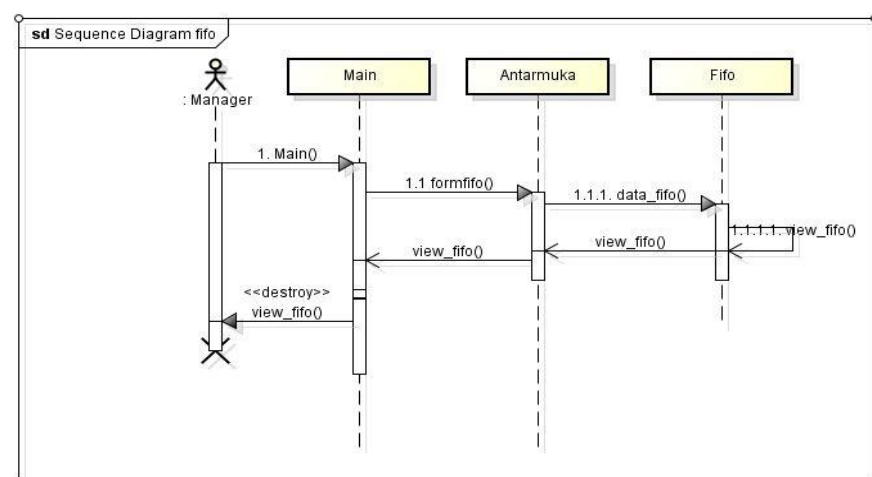 sd Sequence Diagram fifo
Main
Antarmuka
Fifo
: Manager
1. Main()
1.1 formfifo()
1.1.1. data_fifo()
1.1.1.1. view_fifo()
view_fifo()
view_fifo()
<<destroy>>
view_fifo()